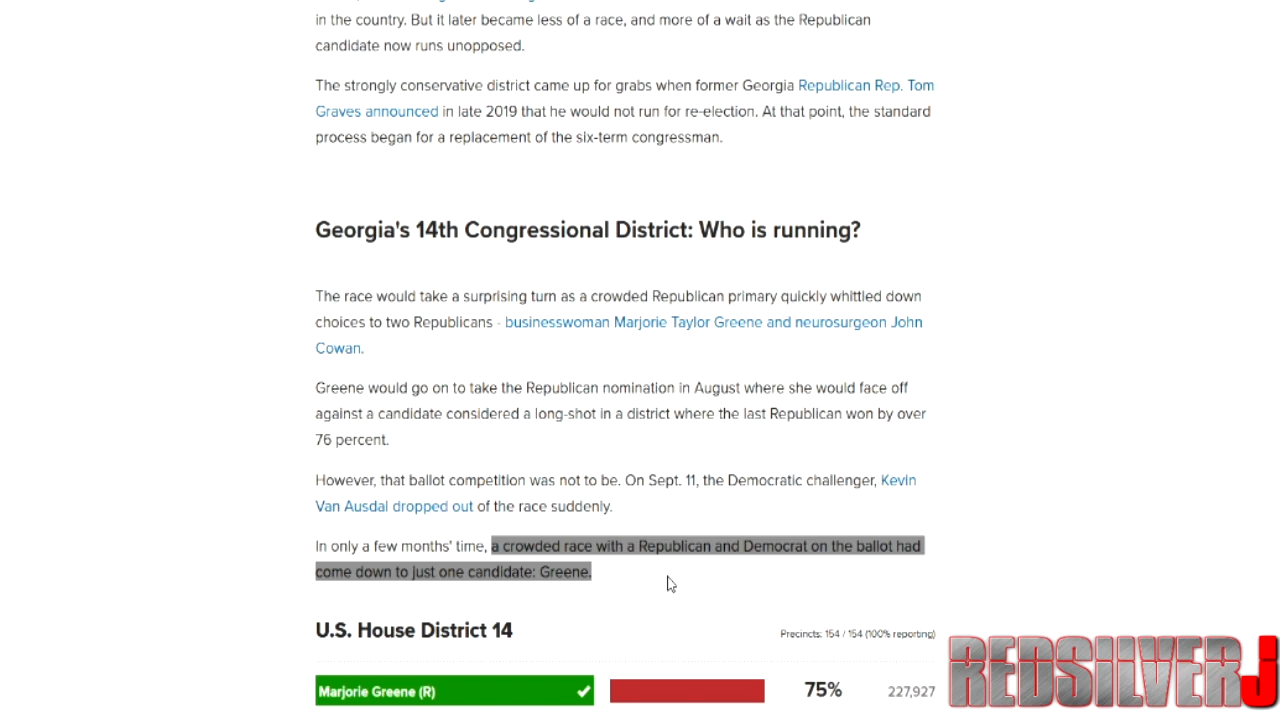 in the country. But it later became less of a race, and more of a wait as the Republican
candidate now runs unopposed.
The strongly conservative district came up for grabs when former Georgia Republican Rep. Tom
Graves announced in late 2019 that he would not run for re-election. At that point, the standard
process began for a replacement of the six-term congressman.
Georgia's 14th Congressional District: Who is running?
The race would take a surprising turn as a crowded Republican primary quickly whittled down
choices to two Republicans - businesswoman Marjorie Taylor Greene and neurosurgeon John
Cowan.
Greene would go on to take the Republican nomination in August where she would face off
against a candidate considered a long-shot in a district where the last Republican won by over
76 percent.
However, that ballot competition was not to be. On Sept. 11, the Democratic challenger, Kevin
Van Ausdal dropped out of the race suddenly.
In only a few months' time, a crowded race with a Republican and Democrat on the ballot had
come down to just one candidate: Greene.
U.S. House District 14
Precincts: 154 / 154 (100% reporting)
Marjorie Greene (R)
75%
227,927
REDSILVERJ